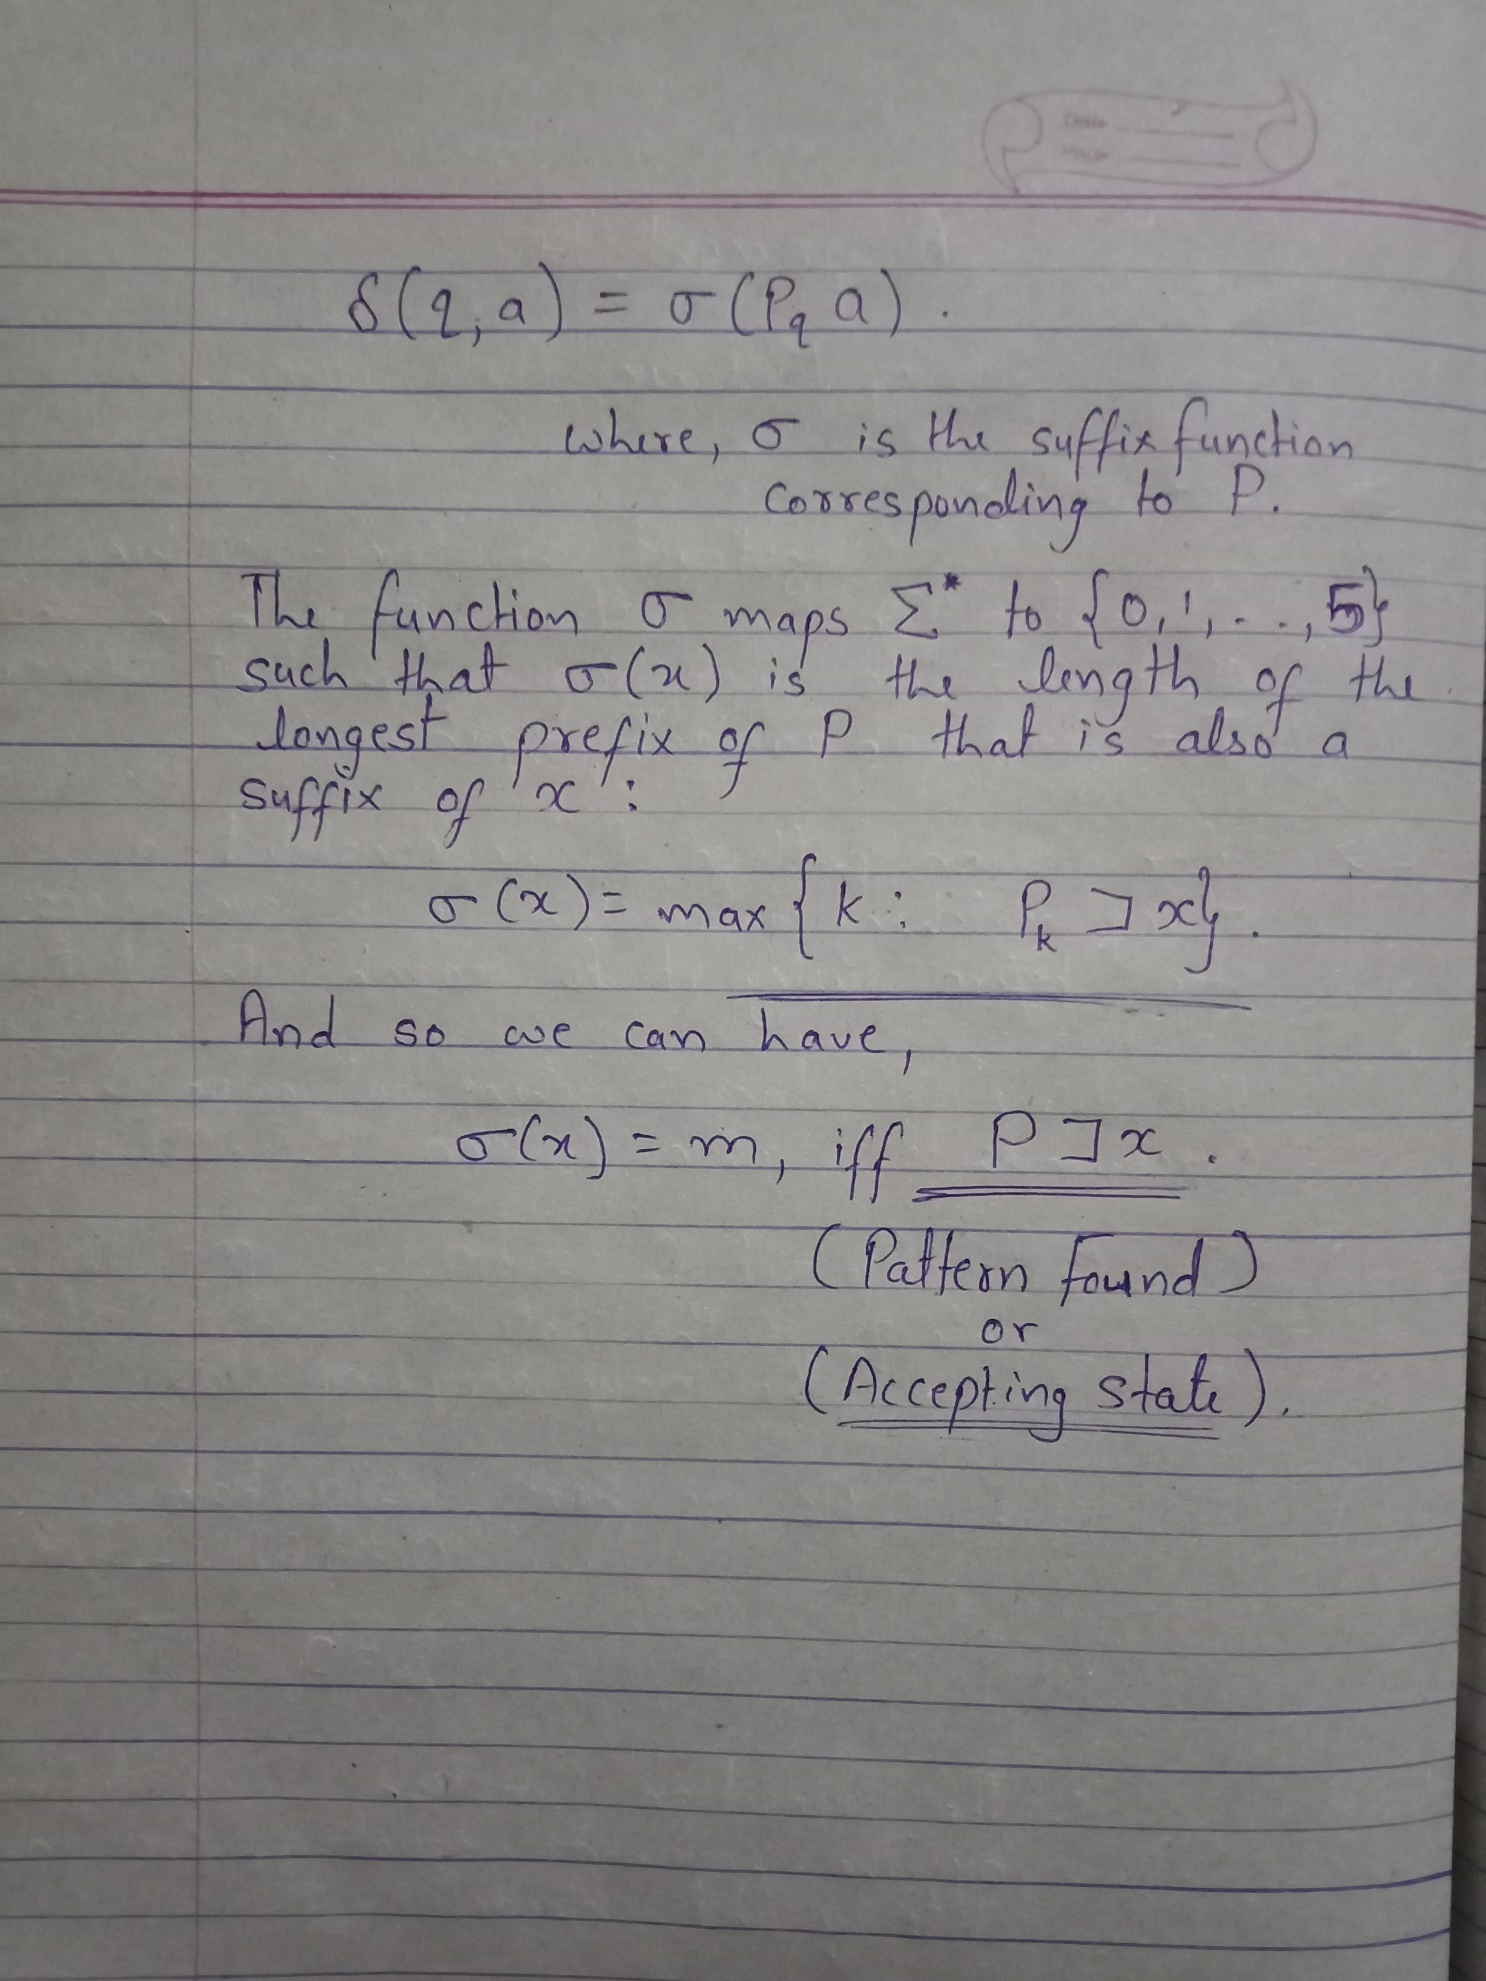 δ(q, a) = σ(Pq a).
where, σ is the suffix function
corresponding to P.
The function σ maps Σ* to {0, 1, . . , 5}
such that σ(x) is the length of the
longest prefix of P that is also a
suffix of x :
σ(x) = max {k : Pk ⊐ x}.
And so we can have,
σ(x) = m, iff P ⊐ x.
(Pattern found)
or
(Accepting state).